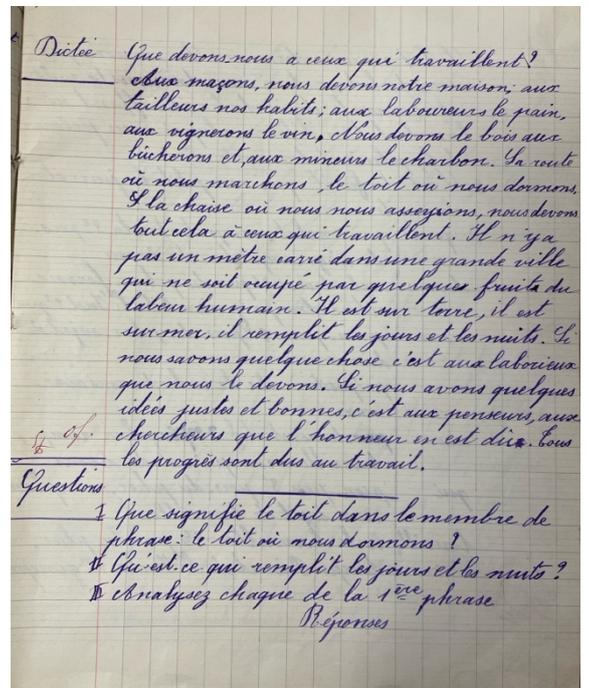 Dictée
Que devons nous à ceux qui travaillent?
Aux maçons, nous devons notre maison; aux
tailleurs nos habits; aux laboureurs le pain,
aux vignerons le vin. Nous devons le bois aux
bûcherons et, aux mineurs le charbon. La route
où nous marchons, le toit où nous dormons,
la chaise où nous nous asseyions, nous devons
tout cela à ceux qui travaillent. Il n'y a
pas un mètre carré dans une grande ville
qui ne soit occupé par quelques fruits du
labeur humain. Il est sur terre, il est
sur mer, il remplit les jours et les nuits. Si
nous savons quelque chose c'est aux laborieux
que nous le devons. Si nous avons quelques
idées justes et bonnes, c'est aux penseurs, aux
chercheurs que l'honneur en est dû. Tous
les progrès sont dus au travail.
of.
Questions
I Que signifie le toit dans le membre de
phrase: le toit où nous dormons?
II Qu'est-ce qui remplit les jours et les nuits?
III Analysez chaque de la 1ère phrase
Réponses